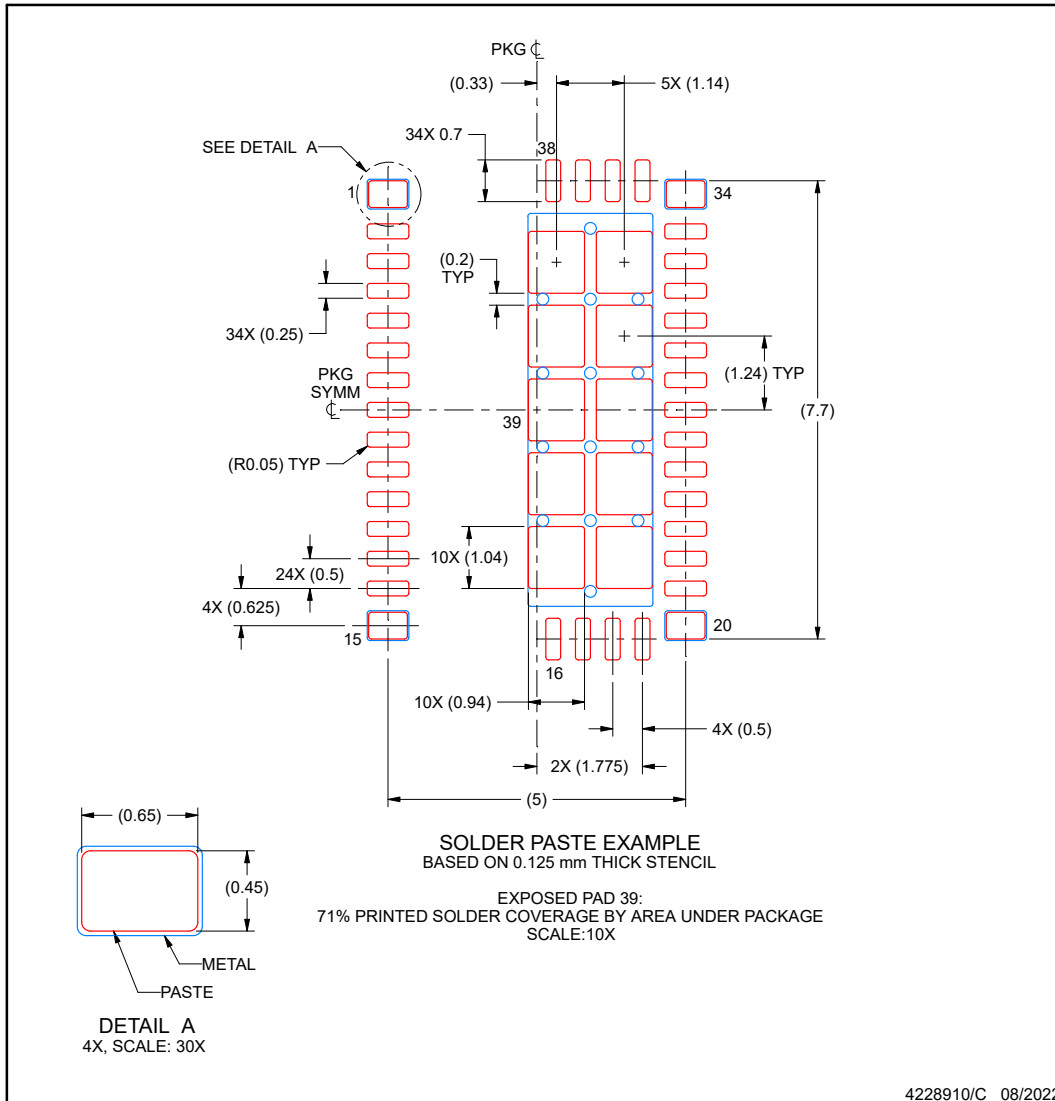 PKG ℄
(0.33)
5X (1.14)
34X 0.7
38
SEE DETAIL A
1
34
(0.2)
TYP
34X (0.25)
(1.24) TYP
PKG
SYMM
℄
(7.7)
39
(R0.05) TYP
10X (1.04)
24X (0.5)
4X (0.625)
15
20
16
10X (0.94)
4X (0.5)
2X (1.775)
(5)
(0.65)
SOLDER PASTE EXAMPLE
BASED ON 0.125 mm THICK STENCIL
(0.45)
EXPOSED PAD 39:
71% PRINTED SOLDER COVERAGE BY AREA UNDER PACKAGE
SCALE:10X
METAL
PASTE
DETAIL A
4X, SCALE: 30X
4228910/C 08/2022